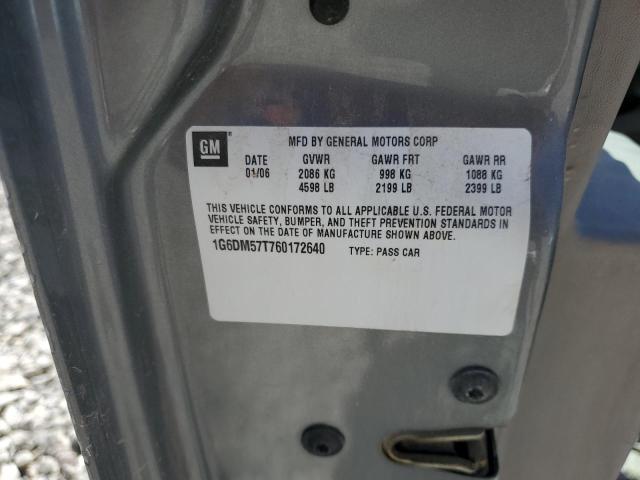 GM MFD BY GENERAL MOTORS CORP
DATE GVWR GAWR FRT GAWR RR
01/06 2086 KG 998 KG 1088 KG
4598 LB 2199 LB 2399 LB
THIS VEHICLE CONFORMS TO ALL APPLICABLE U.S. FEDERAL MOTOR
VEHICLE SAFETY, BUMPER, AND THEFT PREVENTION STANDARDS IN
EFFECT ON THE DATE OF MANUFACTURE SHOWN ABOVE.
1G6DM57T760172640 TYPE: PASS CAR